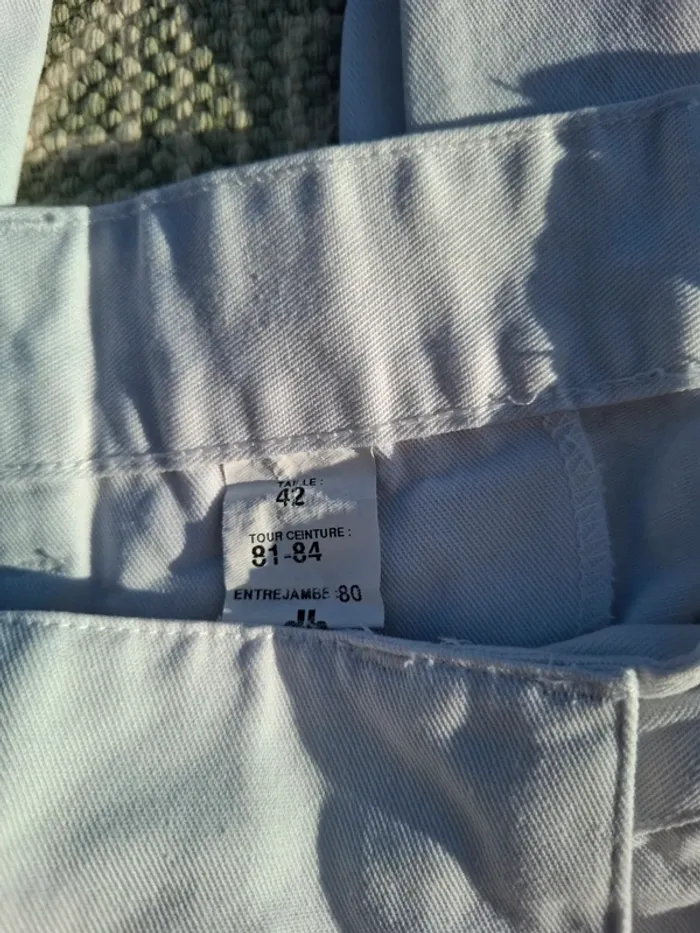 TAILLE :
42
TOUR CEINTURE :
81-84
ENTREJAMBE :80